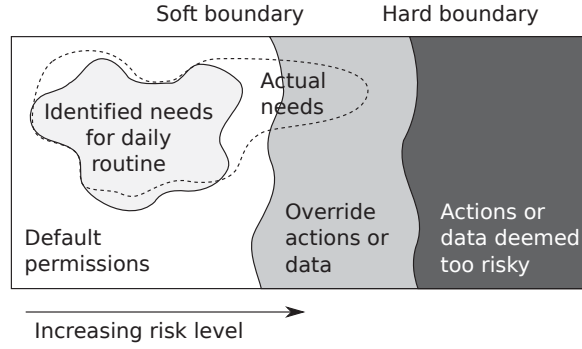 Soft boundary
Hard boundary
Actual
needs
Identified needs
for daily
routine
Default
permissions
Override
actions or
data
Actions or
data deemed
too risky
Increasing risk level